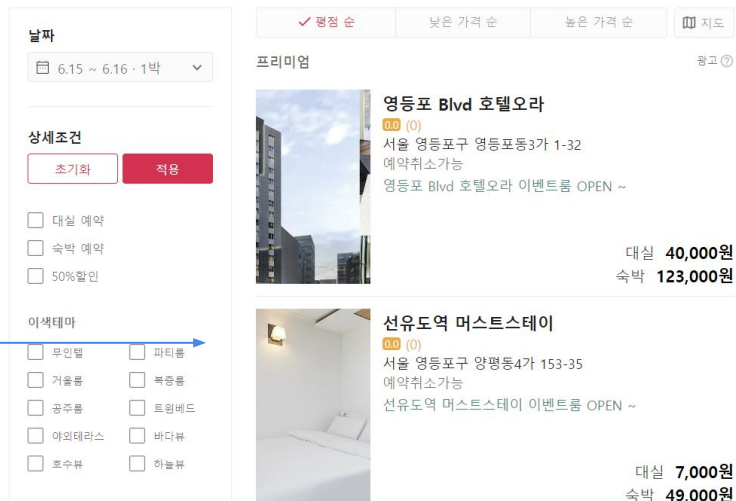 날짜
6.15 ~ 6.16 · 1박
상세조건
초기화 적용
대실 예약
숙박 예약
50%할인
이색테마
무인텔 파티룸
거울룸 복층룸
공주룸 트윈베드
야외테라스 바다뷰
호수뷰 하늘뷰
평점 순 낮은 가격 순 높은 가격 순 지도
프리미엄 광고 ?
영등포 Blvd 호텔오라
0.0 (0)
서울 영등포구 영등포동3가 1-32
예약취소가능
영등포 Blvd 호텔오라 이벤트룸 OPEN ~
대실 40,000원
숙박 123,000원
선유도역 머스트스테이
0.0 (0)
서울 영등포구 양평동4가 153-35
예약취소가능
선유도역 머스트스테이 이벤트룸 OPEN ~
대실 7,000원
숙박 49,000원